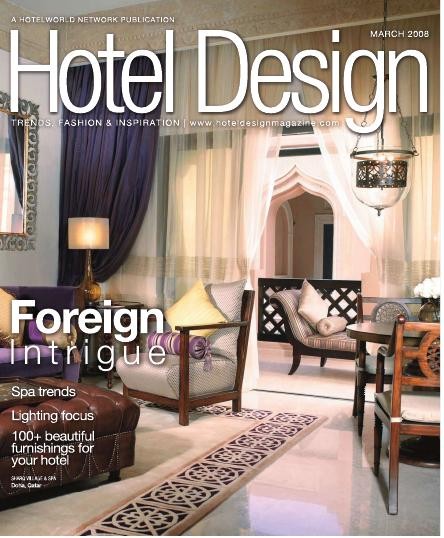 A HOTELWORLD NETWORK PUBLICATION
MARCH 2008
Hotel Design
TRENDS, FASHION & INSPIRATION | www.hoteldesignmagazine.com
Foreign
Intrigue
Spa trends
Lighting focus
100+ beautiful
furnishings for
your hotel
SHARQ VILLAGE & SPA
Doha, Qatar